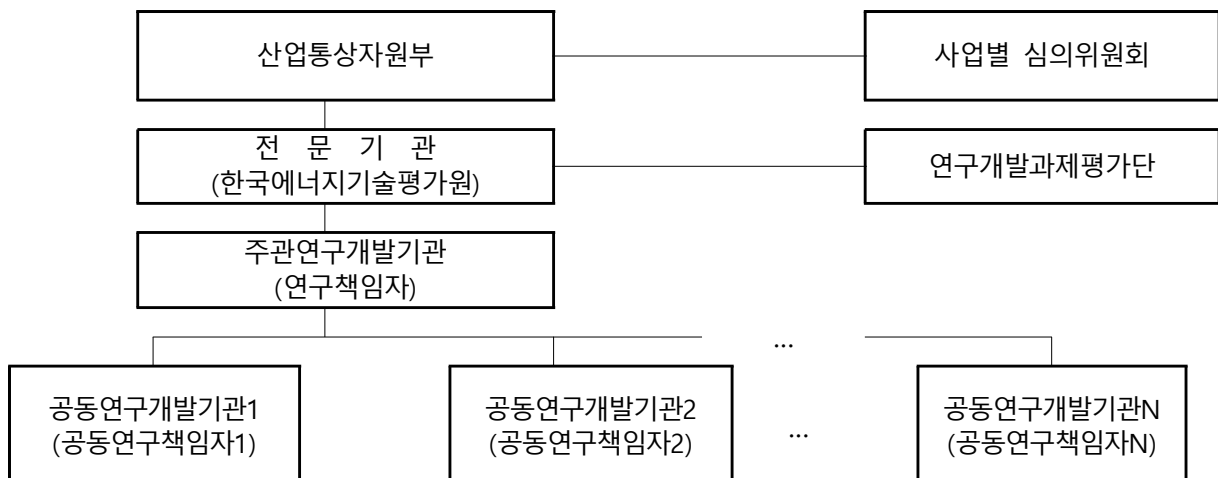 산업통상자원부
사업별 심의위원회
전 문 기 관
(한국에너지기술평가원)
연구개발과제평가단
주관연구개발기관
(연구책임자)
...
공동연구개발기관1
(공동연구책임자1)
공동연구개발기관2
(공동연구책임자2)
...
공동연구개발기관N
(공동연구책임자N)